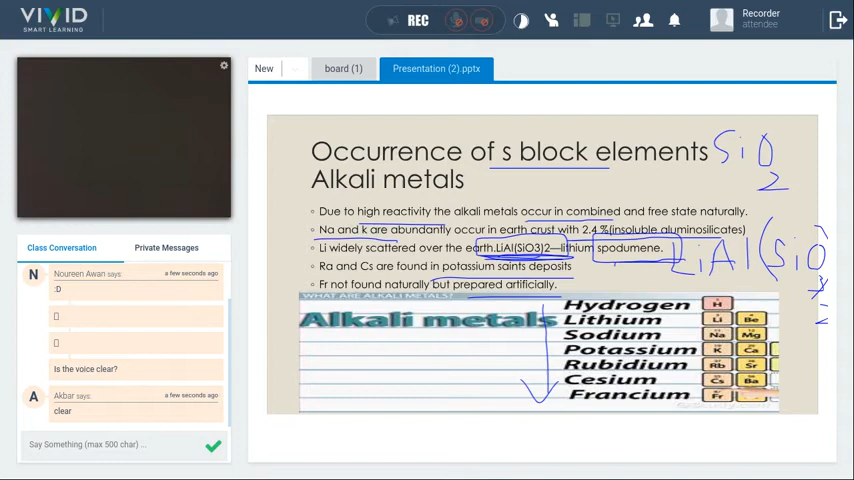 VIVID
SMART LEARNING
REC
Recorder
attendee
New
board (1)
Presentation (2).pptx
Class Conversation
Private Messages
N
Noureen Awan says:
a few seconds ago
:D
Is the voice clear?
A
Akbar says:
a few seconds ago
clear
Say Something (max 500 char) ...
Occurrence of s block elements
Alkali metals
SiO2
Due to high reactivity the alkali metals occur in combined and free state naturally.
Na and k are abundantly occur in earth crust with 2.4 %(insoluble aluminosilicates)
Li widely scattered over the earth.LiAl(SiO3)2—lithium spodumene.
LiAl(SiO3)2
Ra and Cs are found in potassium saints deposits
Fr not found naturally but prepared artificially.
WHAT ARE ALKALI METALS?
Alkali metals
Hydrogen H
Lithium Li Be
Sodium Na Mg
Potassium K Ca
Rubidium Rb Sr
Cesium Cs Ba
Francium Fr